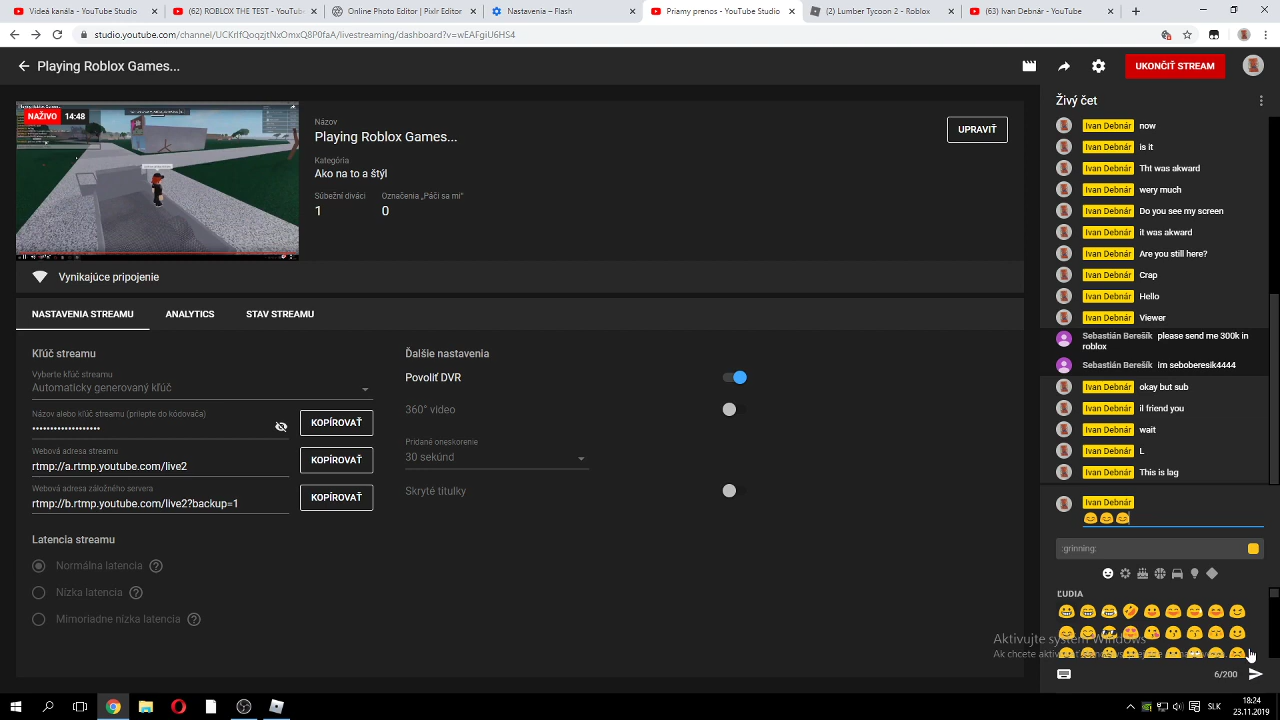 Videá kanála - YouTube Studio
(62) ROBLOX THE TEST - YouTube
Online Photo Editor | Pixlr Editor
Nastavenia – Flash
Priamy prenos - YouTube Studio
[ Lumber Tycoon 2 - Roblox
(63) Ivan Debnár - YouTube
studio.youtube.com/channel/UCKrIfQoqzjtNxOmxQ8P0faA/livestreaming/dashboard?v=wEAFgiU6HS4
Playing Roblox Games...
UKONČIŤ STREAM
NAŽIVO 14:48
Názov
Playing Roblox Games...
UPRAVIŤ
Kategória
Ako na to a štýl
Súbežní diváci
Označenia „Páči sa mi“
1
0
Vynikajúce pripojenie
NASTAVENIA STREAMU
ANALYTICS
STAV STREAMU
Kľúč streamu
Vyberte kľúč streamu
Automaticky generovaný kľúč
Názov alebo kľúč streamu (prilepte do kódovača)
•••••••••••••••••••
KOPÍROVAŤ
Webová adresa streamu
rtmp://a.rtmp.youtube.com/live2
KOPÍROVAŤ
Webová adresa záložného servera
rtmp://b.rtmp.youtube.com/live2?backup=1
KOPÍROVAŤ
Latencia streamu
Normálna latencia
Nízka latencia
Mimoriadne nízka latencia
Ďalšie nastavenia
Povoliť DVR
360° video
Pridané oneskorenie
30 sekúnd
Skryté titulky
Živý čet
Ivan Debnár now
Ivan Debnár is it
Ivan Debnár Tht was akward
Ivan Debnár wery much
Ivan Debnár Do you see my screen
Ivan Debnár it was akward
Ivan Debnár Are you still here?
Ivan Debnár Crap
Ivan Debnár Hello
Ivan Debnár Viewer
Sebastián Berešík please send me 300k in
roblox
Sebastián Berešík Im seboberesik4444
Ivan Debnár okay but sub
Ivan Debnár il friend you
Ivan Debnár wait
Ivan Debnár L
Ivan Debnár This is lag
Ivan Debnár
😊😊😊
:grinning:
ĽUDIA
Aktivujte systém Windows
6/200
SLK
18:24
23.11.2019